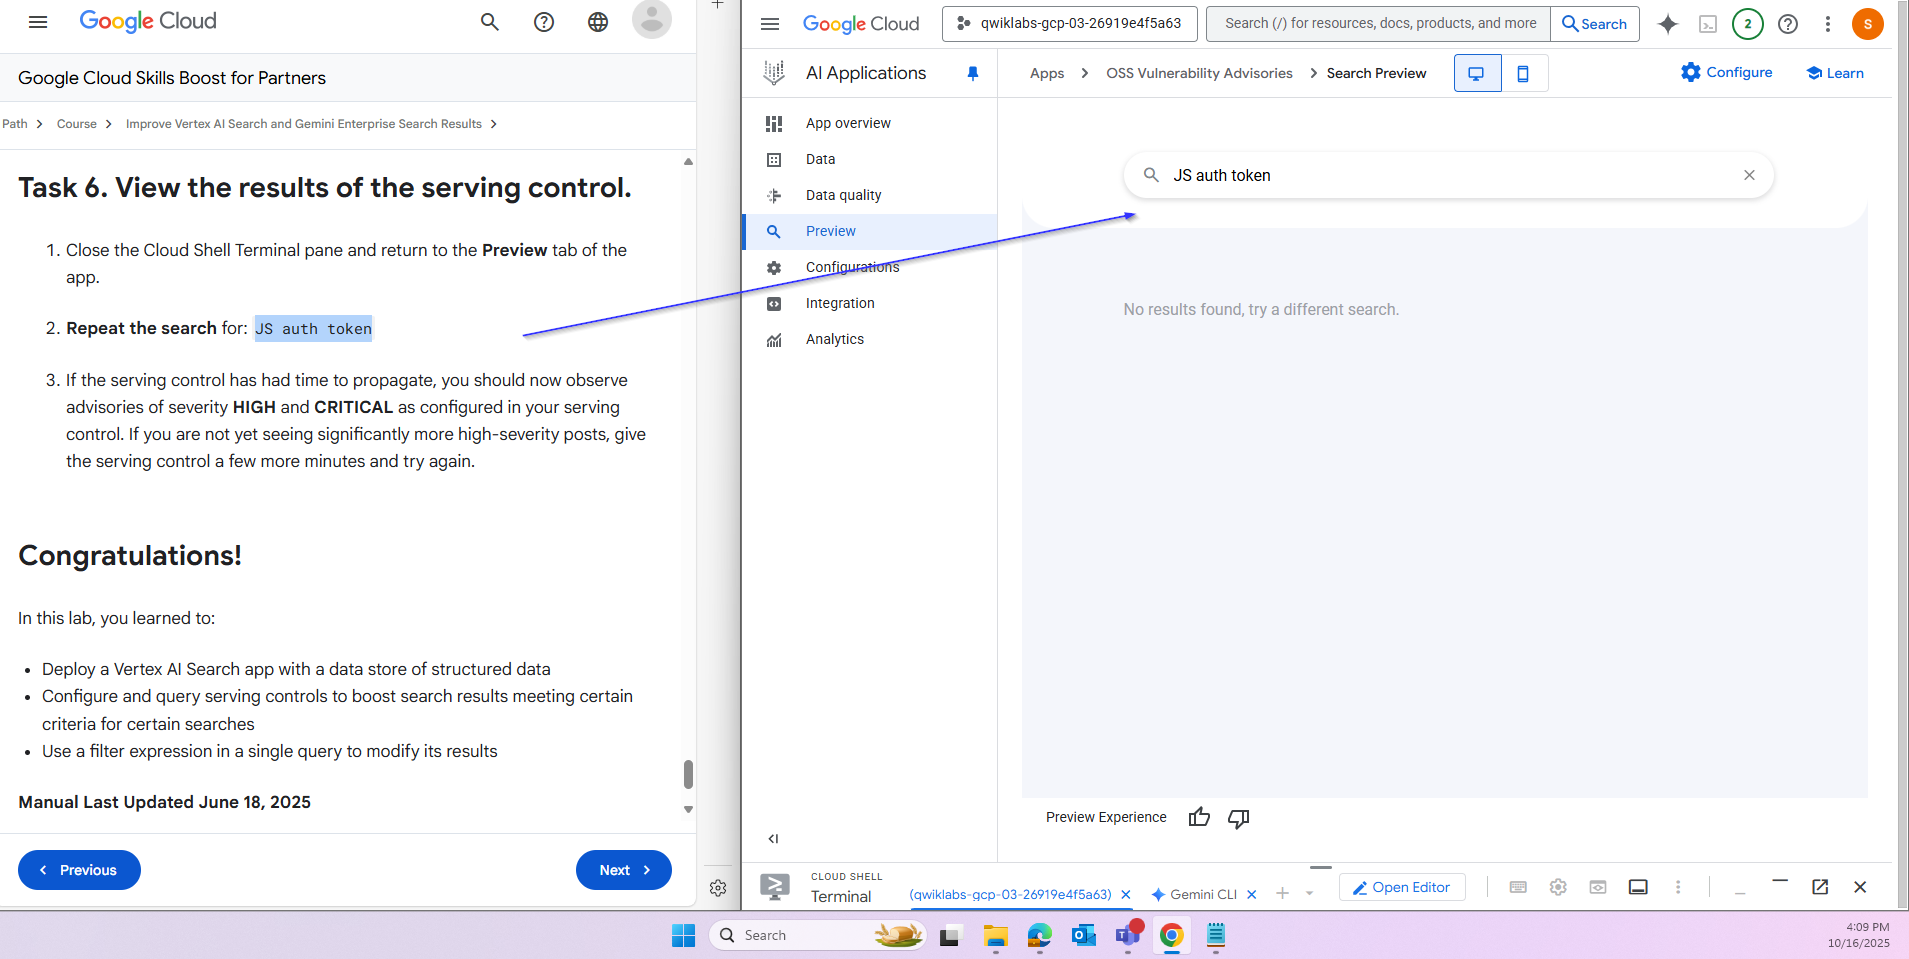 Google Cloud
Google Cloud Skills Boost for Partners
Path > Course > Improve Vertex AI Search and Gemini Enterprise Search Results >
Task 6. View the results of the serving control.
1. Close the Cloud Shell Terminal pane and return to the Preview tab of the
app.
2. Repeat the search for: JS auth token
3. If the serving control has had time to propagate, you should now observe
advisories of severity HIGH and CRITICAL as configured in your serving
control. If you are not yet seeing significantly more high-severity posts, give
the serving control a few more minutes and try again.
Congratulations!
In this lab, you learned to:
• Deploy a Vertex AI Search app with a data store of structured data
• Configure and query serving controls to boost search results meeting certain
criteria for certain searches
• Use a filter expression in a single query to modify its results
Manual Last Updated June 18, 2025
Previous
Next
Google Cloud
qwiklabs-gcp-03-26919e4f5a63
Search (/) for resources, docs, products, and more
Search
2
S
AI Applications
Apps > OSS Vulnerability Advisories > Search Preview
Configure
Learn
App overview
Data
Data quality
Preview
Configurations
Integration
Analytics
JS auth token
No results found, try a different search.
Preview Experience
CLOUD SHELL
Terminal
(qwiklabs-gcp-03-26919e4f5a63)
Gemini CLI
Open Editor
Search
4:09 PM
10/16/2025